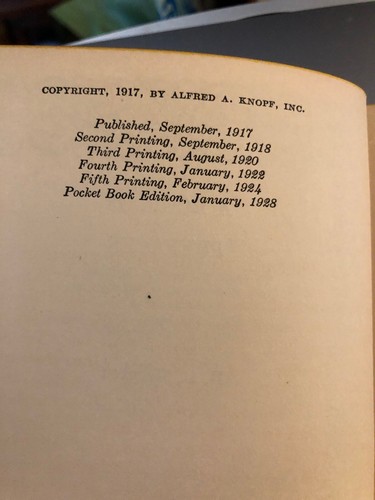 COPYRIGHT, 1917, BY ALFRED A. KNOPF, INC.
Published, September, 1917
Second Printing, September, 1918
Third Printing, August, 1920
Fourth Printing, January, 1922
Fifth Printing, February, 1924
Pocket Book Edition, January, 1928